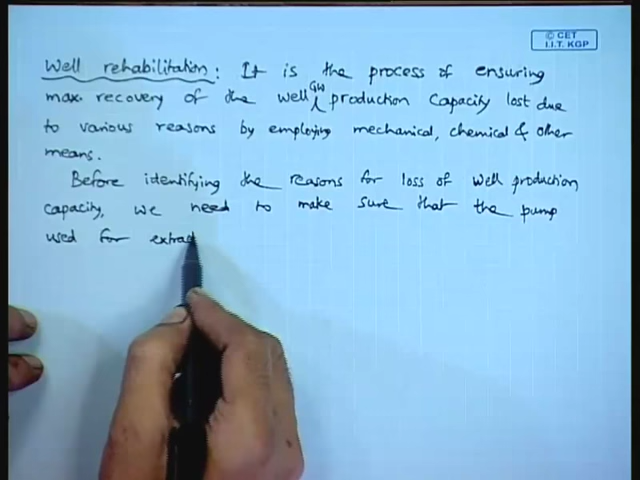 © CET
I.I.T. KGP
Well rehabilitation: It is the process of ensuring
max. recovery of the well GW production capacity lost due
to various reasons by employing mechanical, chemical & other
means.
Before identifying the reasons for loss of well production
capacity, we need to make sure that the pump
used for extrac